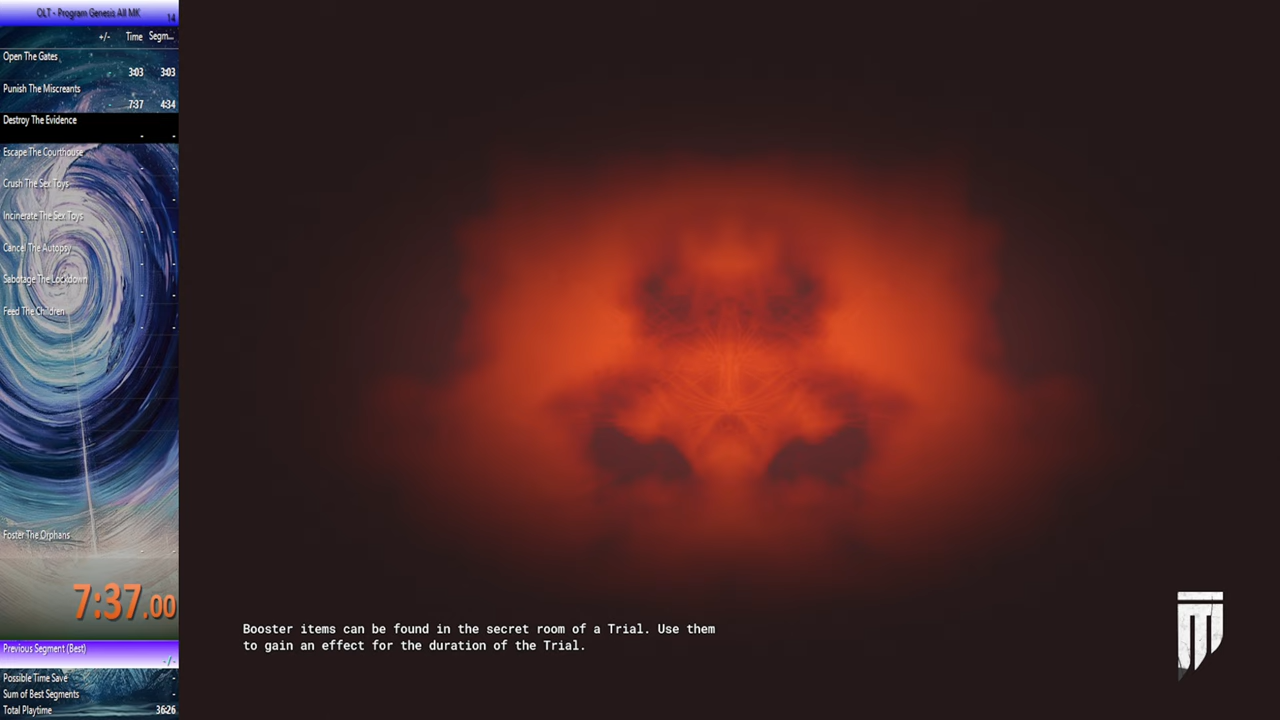 OLT - Program Genesis All MK
14
+/- Time Segm...
Open The Gates
3:03 3:03
Punish The Miscreants
7:37 4:34
Destroy The Evidence
- -
Escape The Courthouse
- -
Crush The Sex Toys
- -
Incinerate The Sex Toys
- -
Cancel The Autopsy
- -
Sabotage The Lockdown
- -
Feed The Children
- -
Foster The Orphans
- -
7:37.00
Previous Segment (Best)
- / -
Possible Time Save -
Sum of Best Segments -
Total Playtime 36:26
Booster items can be found in the secret room of a Trial. Use them
to gain an effect for the duration of the Trial.